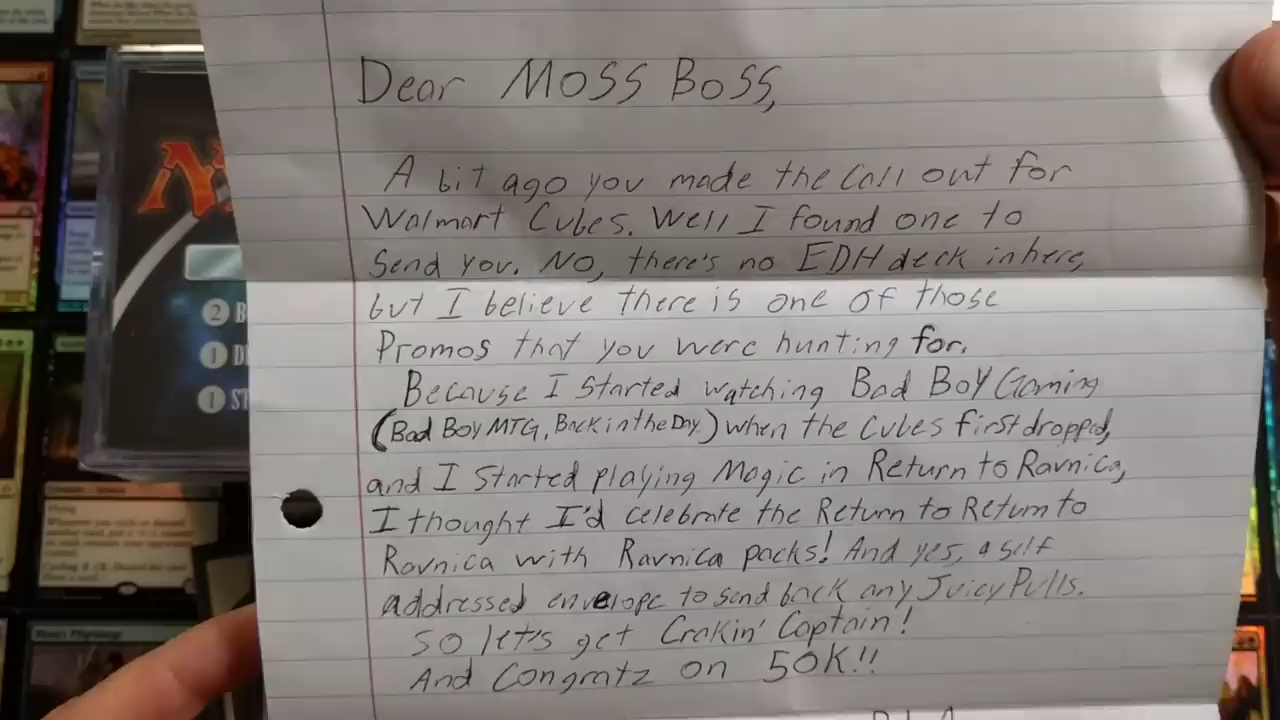 Dear Moss Boss,
A bit ago you made the call out for
Walmart Cubes. Well I found one to
Send you. NO, there's no EDH deck in here,
but I believe there is one of those
Promos that you were hunting for.
Because I Started watching Bad Boy Gaming
(Bad Boy MTG, Back in the Day) when the Cubes first dropped,
and I Started playing Magic in Return to Ravnica,
I thought I'd celebrate the Return to Return to
Ravnica with Ravnica packs! And yes, a self
addressed envelope to send back any Juicy Pulls.
So let's get Crakin' Captain!
And Congratz on 50K!!
2 B
1 D
1 ST